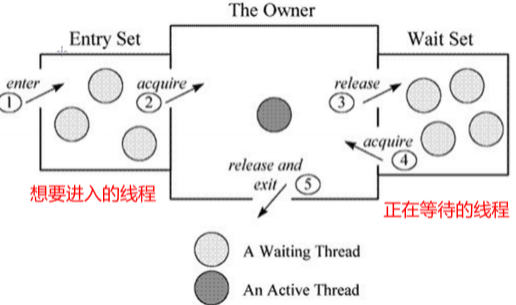 The Owner
Entry Set
Wait Set
enter
①
acquire
②
release
③
acquire
④
release and
exit ⑤
想要进入的线程
正在等待的线程
A Waiting Thread
An Active Thread